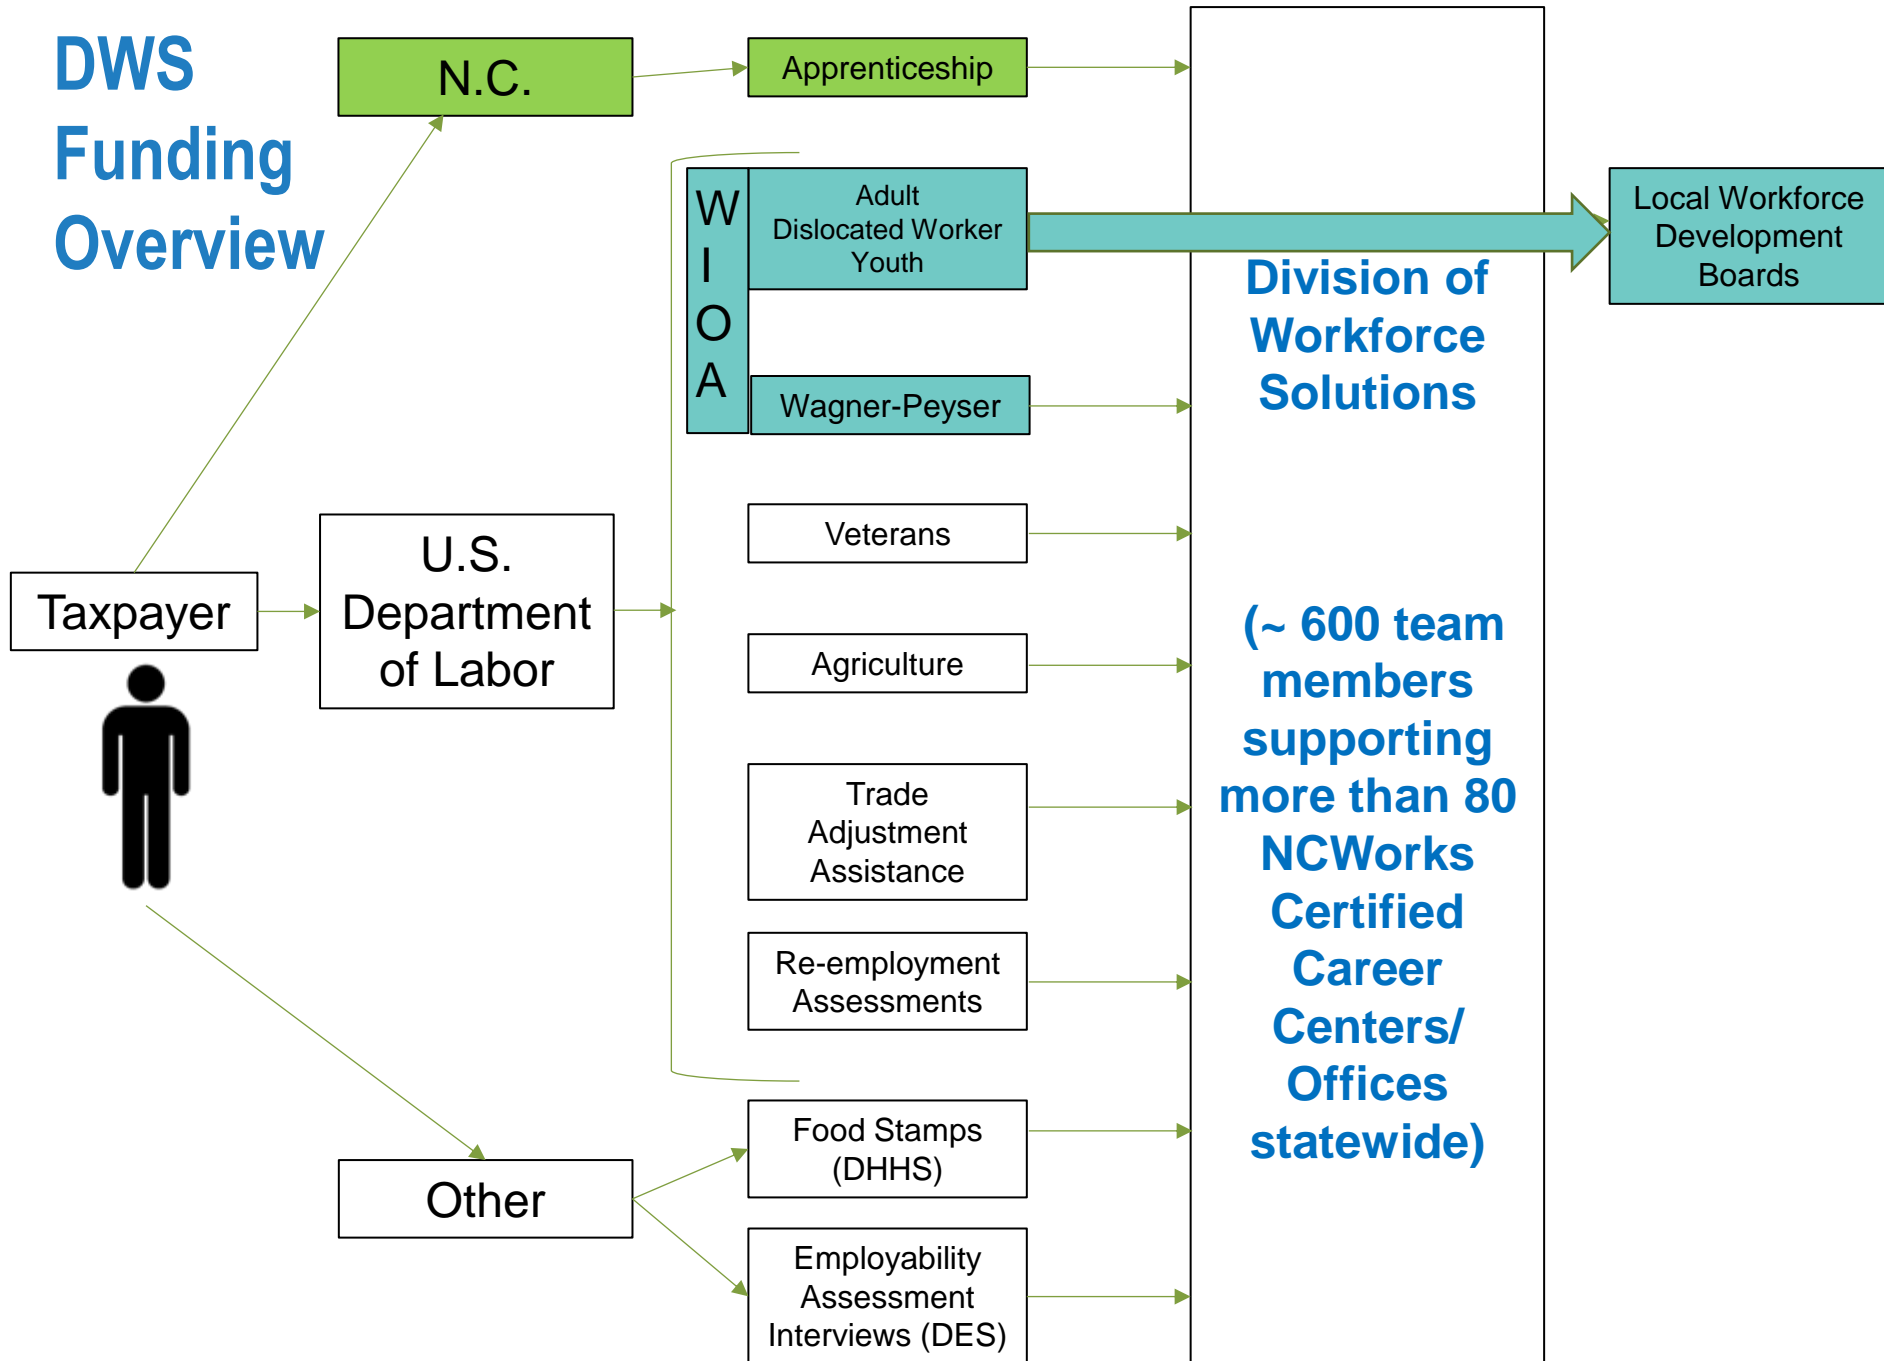 DWS
Funding
Overview
N.C.
Apprenticeship
W
I
O
A
Adult
Dislocated Worker
Youth
Wagner-Peyser
Local Workforce
Development
Boards
Division of
Workforce
Solutions
Taxpayer
U.S.
Department
of Labor
Veterans
Agriculture
Trade
Adjustment
Assistance
Re-employment
Assessments
(~ 600 team
members
supporting
more than 80
NCWorks
Certified
Career
Centers/
Offices
statewide)
Other
Food Stamps
(DHHS)
Employability
Assessment
Interviews (DES)